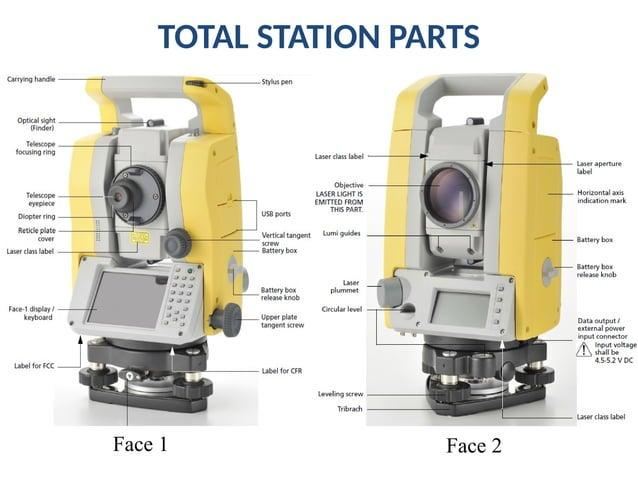 TOTAL STATION PARTS
Carrying handle
Stylus pen
Optical sight
(Finder)
Telescope
focusing ring
Telescope
eyepiece
Diopter ring
Reticle plate
cover
Laser class label
USB ports
Vertical tangent
screw
Battery box
Battery box
release knob
Face-1 display /
keyboard
Upper plate
tangent screw
Label for FCC
Label for CFR
Face 1
Laser class label
Laser aperture
label
Objective
LASER LIGHT IS
EMITTED FROM
THIS PART.
Horizontal axis
indication mark
Lumi guides
Battery box
Battery box
release knob
Laser
plummet
Circular level
Data output /
external power
input connector
Input voltage
shall be
4.5-5.2 V DC
Leveling screw
Tribrach
Laser class label
Face 2